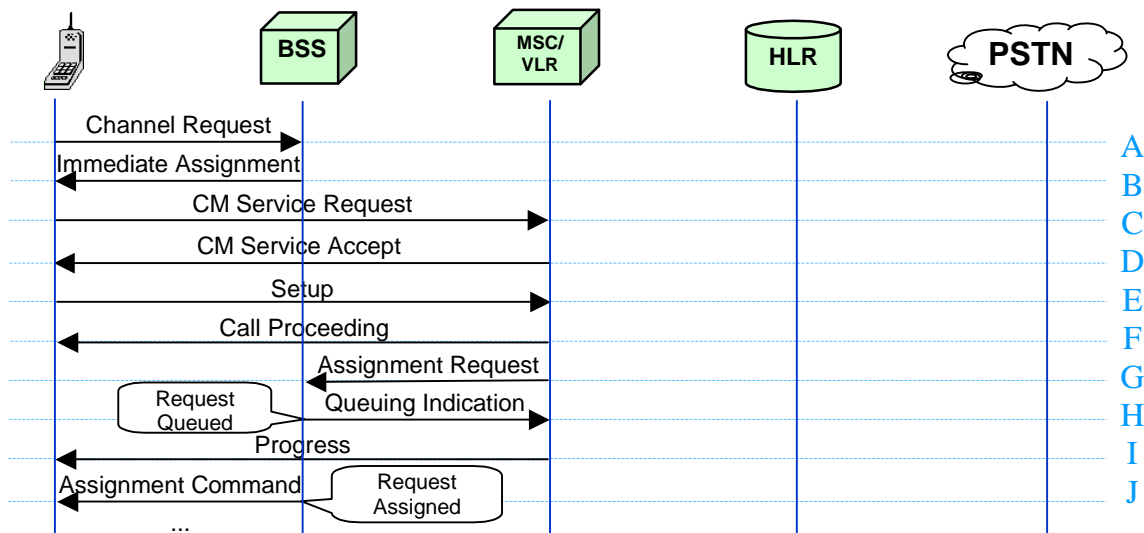 BSS
MSC/
VLR
HLR
PSTN
Channel Request
A
Immediate Assignment
B
CM Service Request
C
CM Service Accept
D
Setup
E
Call Proceeding
F
Assignment Request
G
Request
Queued
Queuing Indication
H
Progress
I
Assignment Command
Request
Assigned
J
...